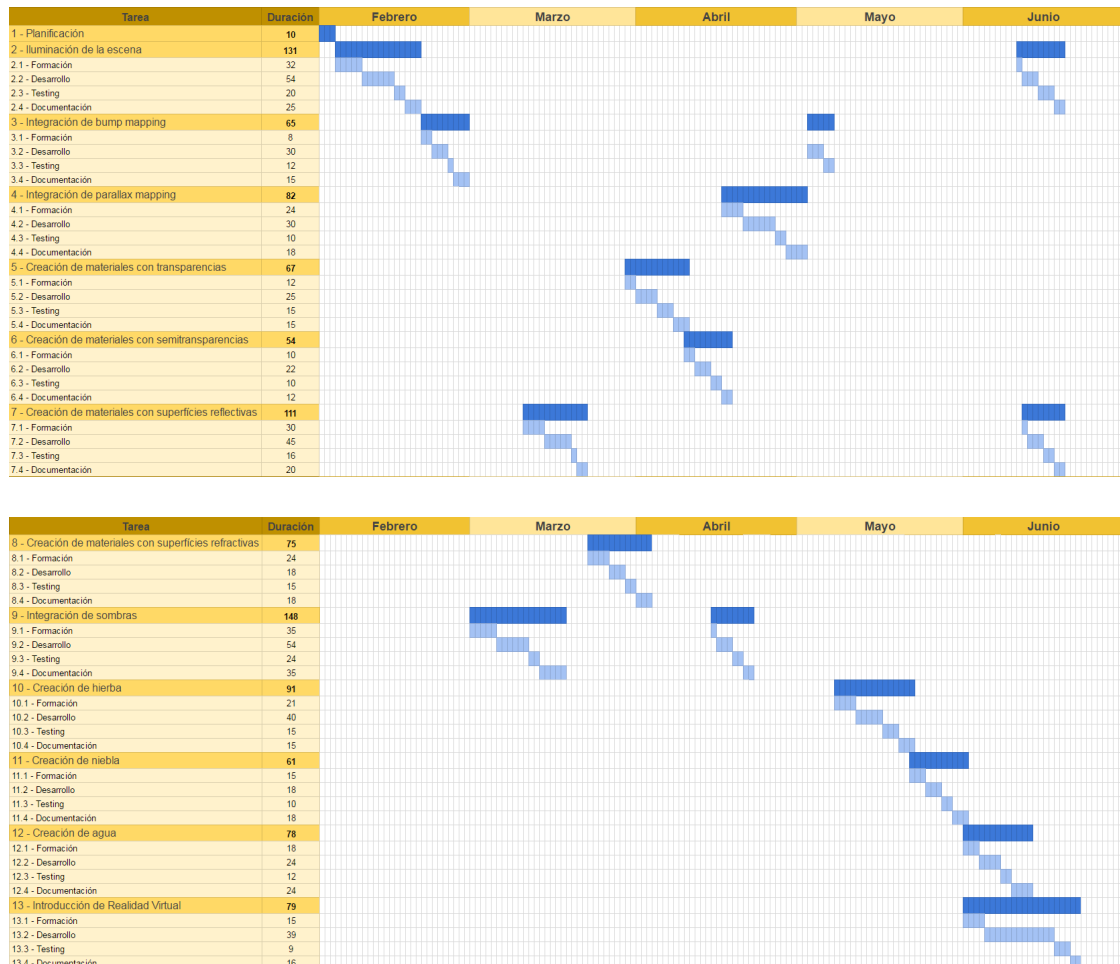 Tarea Duración Febrero Marzo Abril Mayo Junio
1 - Planificación 10
2 - Iluminación de la escena 131
2.1 - Formación 32
2.2 - Desarrollo 54
2.3 - Testing 20
2.4 - Documentación 25
3 - Integración de bump mapping 65
3.1 - Formación 8
3.2 - Desarrollo 30
3.3 - Testing 12
3.4 - Documentación 15
4 - Integración de parallax mapping 82
4.1 - Formación 24
4.2 - Desarrollo 30
4.3 - Testing 10
4.4 - Documentación 18
5 - Creación de materiales con transparencias 67
5.1 - Formación 12
5.2 - Desarrollo 25
5.3 - Testing 15
5.4 - Documentación 15
6 - Creación de materiales con semitransparencias 54
6.1 - Formación 10
6.2 - Desarrollo 22
6.3 - Testing 10
6.4 - Documentación 12
7 - Creación de materiales con superfícies reflectivas 111
7.1 - Formación 30
7.2 - Desarrollo 45
7.3 - Testing 16
7.4 - Documentación 20
Tarea Duración Febrero Marzo Abril Mayo Junio
8 - Creación de materiales con superfícies refractivas 75
8.1 - Formación 24
8.2 - Desarrollo 18
8.3 - Testing 15
8.4 - Documentación 18
9 - Integración de sombras 148
9.1 - Formación 35
9.2 - Desarrollo 54
9.3 - Testing 24
9.4 - Documentación 35
10 - Creación de hierba 91
10.1 - Formación 21
10.2 - Desarrollo 40
10.3 - Testing 15
10.4 - Documentación 15
11 - Creación de niebla 61
11.1 - Formación 15
11.2 - Desarrollo 18
11.3 - Testing 10
11.4 - Documentación 18
12 - Creación de agua 78
12.1 - Formación 18
12.2 - Desarrollo 24
12.3 - Testing 12
12.4 - Documentación 24
13 - Introducción de Realidad Virtual 79
13.1 - Formación 15
13.2 - Desarrollo 39
13.3 - Testing 9
13.4 - Documentación 16